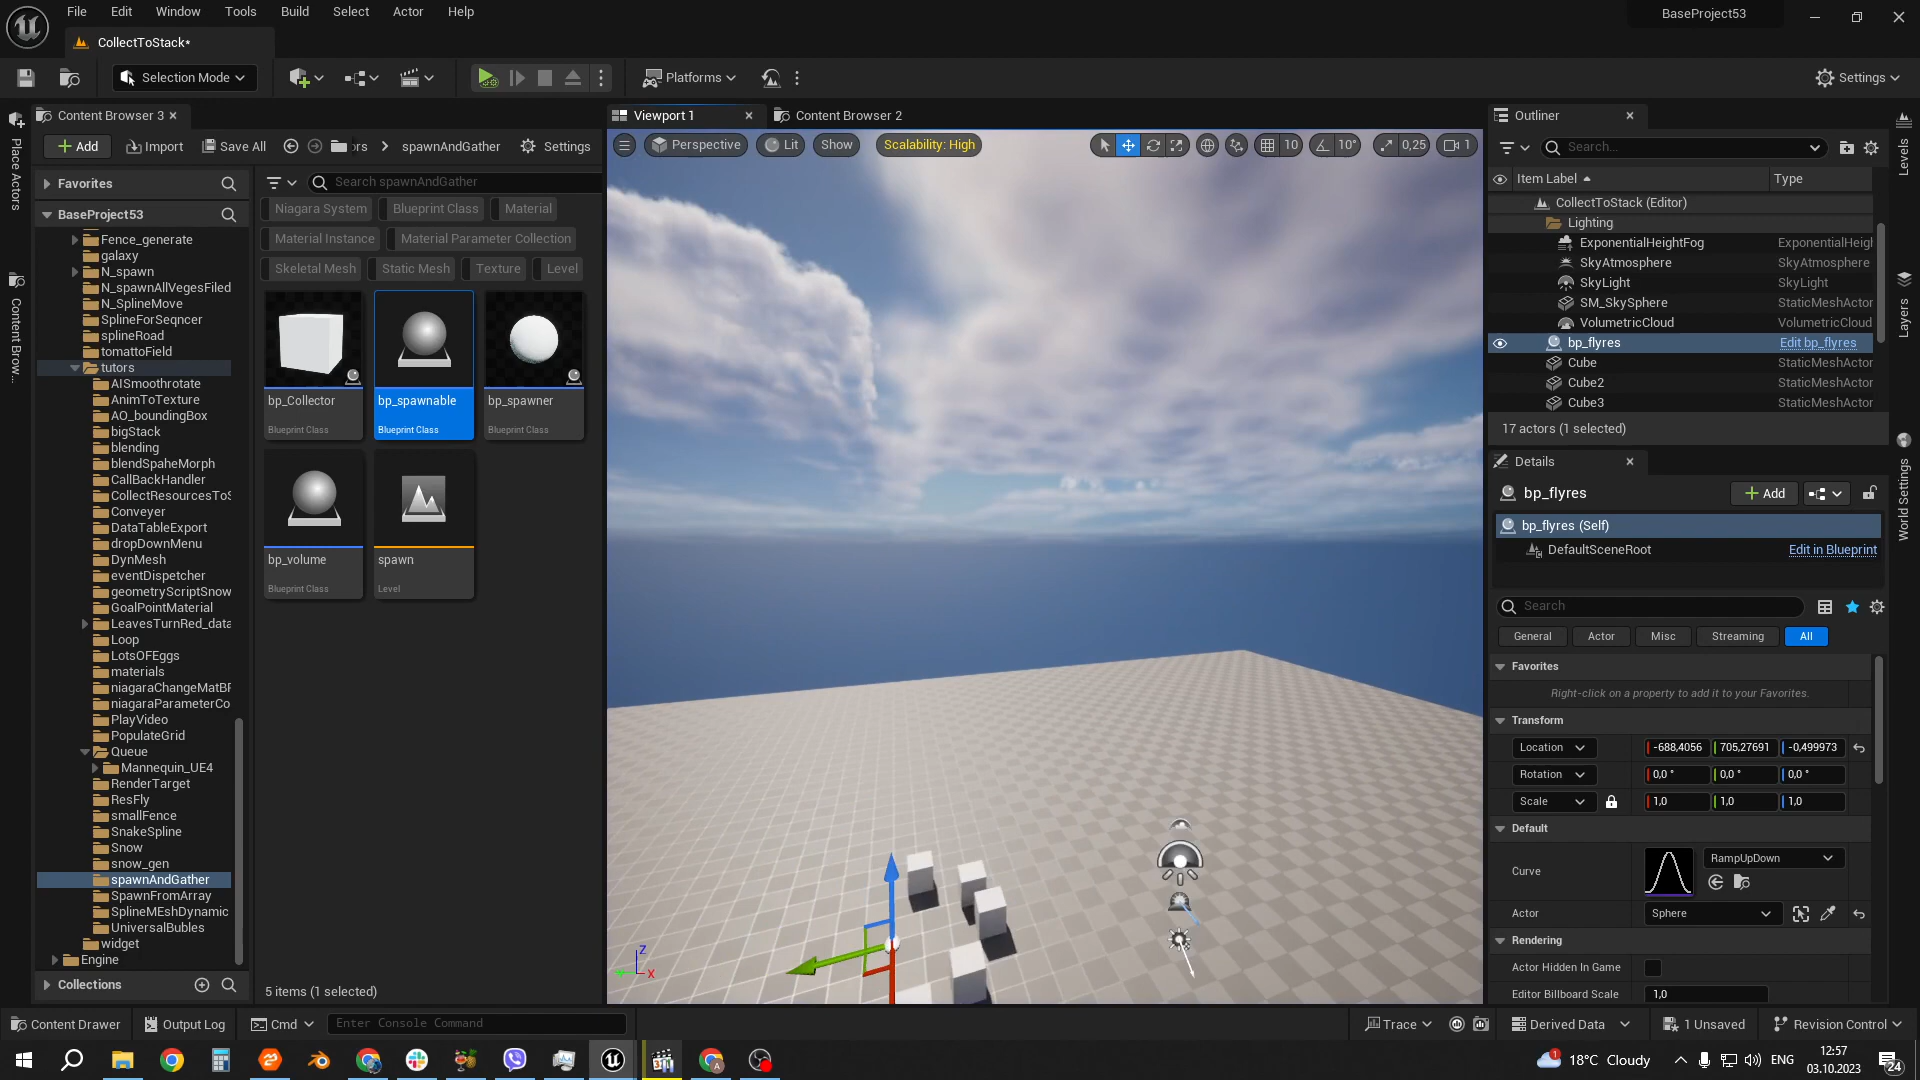 File Edit Window Tools Build Select Actor Help
BaseProject53
CollectToStack*
Selection Mode
Platforms
Settings
Content Browser 3
Add
Import
Save All
spawnAndGather
Settings
Favorites
BaseProject53
Fence_generate
galaxy
N_spawn
N_spawnAllVegesFiled
N_SplineMove
SplineForSeqncer
splineRoad
tomattoField
tutors
AISmoothrotate
AnimToTexture
AO_boundingBox
bigStack
blending
blendSpaheMorph
CallBackHandler
CollectResourcesToS
Conveyer
DataTableExport
dropDownMenu
DynMesh
eventDispetcher
geometryScriptSnow
GoalPointMaterial
LeavesTurnRed_data
Loop
LotsOFEggs
materials
niagaraChangeMatBF
niagaraParameterCo
PlayVideo
PopulateGrid
Queue
Mannequin_UE4
RenderTarget
ResFly
smallFence
SnakeSpline
Snow
snow_gen
spawnAndGather
SpawnFromArray
SplineMEshDynamic
UniversalBubles
widget
Engine
Collections
Search spawnAndGather
Niagara System Blueprint Class Material
Material Instance Material Parameter Collection
Skeletal Mesh Static Mesh Texture Level
bp_Collector
Blueprint Class
bp_spawnable
Blueprint Class
bp_spawner
Blueprint Class
bp_volume
Blueprint Class
spawn
Level
5 items (1 selected)
Viewport 1
Content Browser 2
Perspective
Lit
Show
Scalability: High
10
10°
0,25
1
Z
X
Outliner
Search...
Item Label
Type
CollectToStack (Editor)
Lighting
ExponentialHeightFog ExponentialHeigl
SkyAtmosphere SkyAtmosphere
SkyLight SkyLight
SM_SkySphere StaticMeshActor
VolumetricCloud VolumetricCloud
bp_flyres Edit bp_flyres
Cube StaticMeshActor
Cube2 StaticMeshActor
Cube3 StaticMeshActor
17 actors (1 selected)
Details
bp_flyres
Add
bp_flyres (Self)
DefaultSceneRoot
Edit in Blueprint
Search
General
Actor
Misc
Streaming
All
Favorites
Right-click on a property to add it to your Favorites.
Transform
Location -688,4056 705,27691 -0,499973
Rotation 0,0 ° 0,0 ° 0,0 °
Scale 1,0 1,0 1,0
Default
Curve
RampUpDown
Actor
Sphere
Rendering
Actor Hidden In Game
Editor Billboard Scale 1,0
Place Actors
Content Brow...
Levels
Layers
World Settings
Content Drawer
Output Log
Cmd
Enter Console Command
Trace
Derived Data
1 Unsaved
Revision Control
18°C Cloudy
ENG
12:57
03.10.2023
24